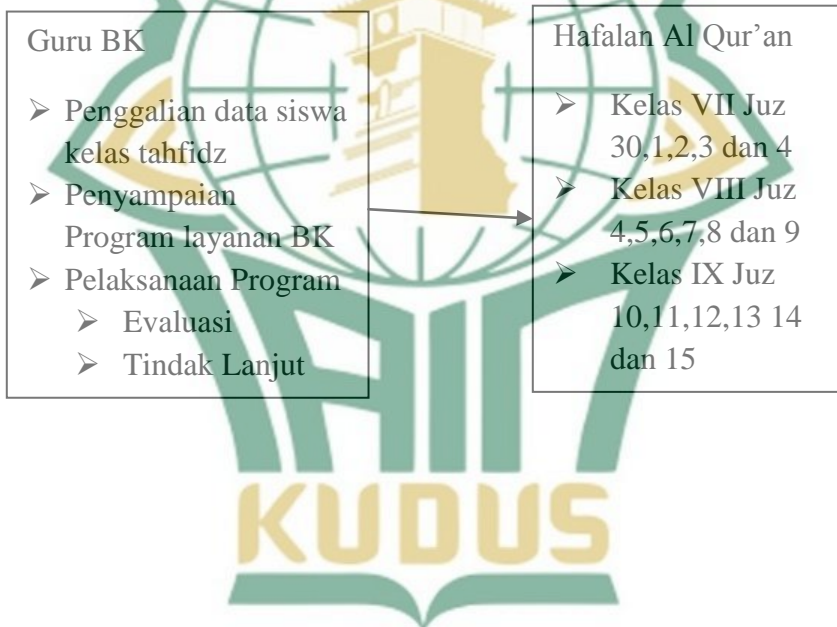 Guru BK
➢ Penggalian data siswa
kelas tahfidz
➢ Penyampaian
Program layanan BK
➢ Pelaksanaan Program
➢ Evaluasi
➢ Tindak Lanjut
Hafalan Al Qur’an
➢ Kelas VII Juz
30,1,2,3 dan 4
➢ Kelas VIII Juz
4,5,6,7,8 dan 9
➢ Kelas IX Juz
10,11,12,13 14
dan 15
IAIN
KUDUS